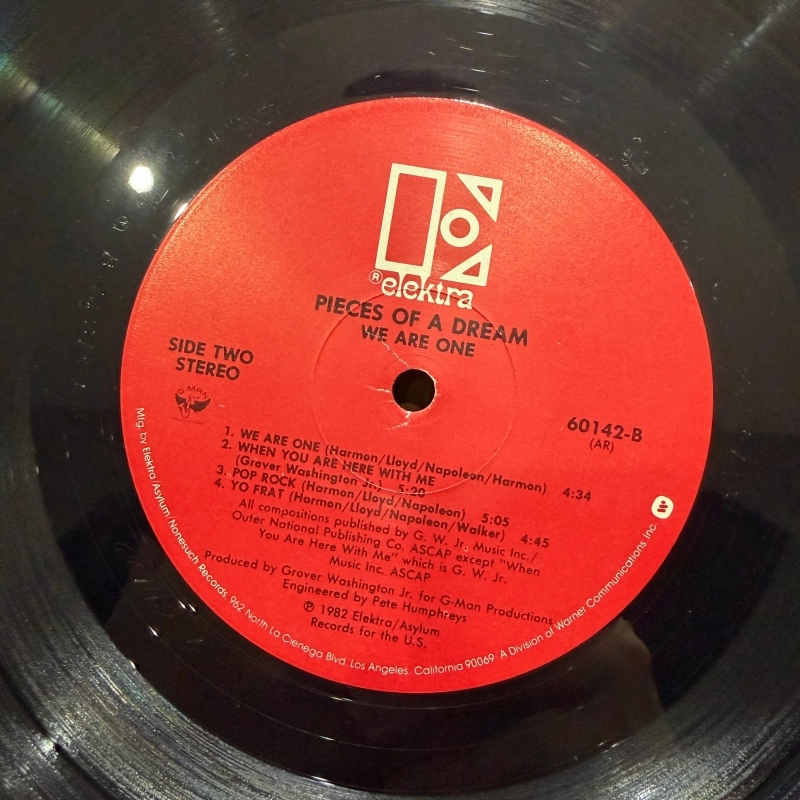 ® elektra
PIECES OF A DREAM
WE ARE ONE
SIDE TWO
STEREO
G-MAN
60142-B
(AR)
1. WE ARE ONE (Harmon/Lloyd/Napoleon/Harmon) 4:34
2. WHEN YOU ARE HERE WITH ME
(Grover Washington Jr.) 5:20
3. POP ROCK (Harmon/Lloyd/Napoleon) 5:05
4. YO FRAT (Harmon/Lloyd/Napoleon/Walker) 4:45
All compositions published by G. W. Jr. Music Inc./
Outer National Publishing Co. ASCAP except "When
You Are Here With Me" which is G. W. Jr.
Music Inc. ASCAP
Produced by Grover Washington Jr. for G-Man Productions
Engineered by Pete Humphreys
℗ 1982 Elektra/Asylum
Records for the U.S.
Mfg. by Elektra/Asylum/Nonesuch Records, 962 North La Cienega Blvd. Los Angeles, California 90069 A Division of Warner Communications Inc.